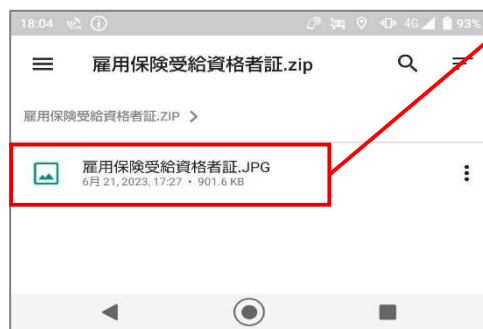 18:04 4G 93%
雇用保険受給資格者証.zip
雇用保険受給資格者証.ZIP
雇用保険受給資格者証.JPG
6月 21, 2023, 17:27 • 901.6 KB